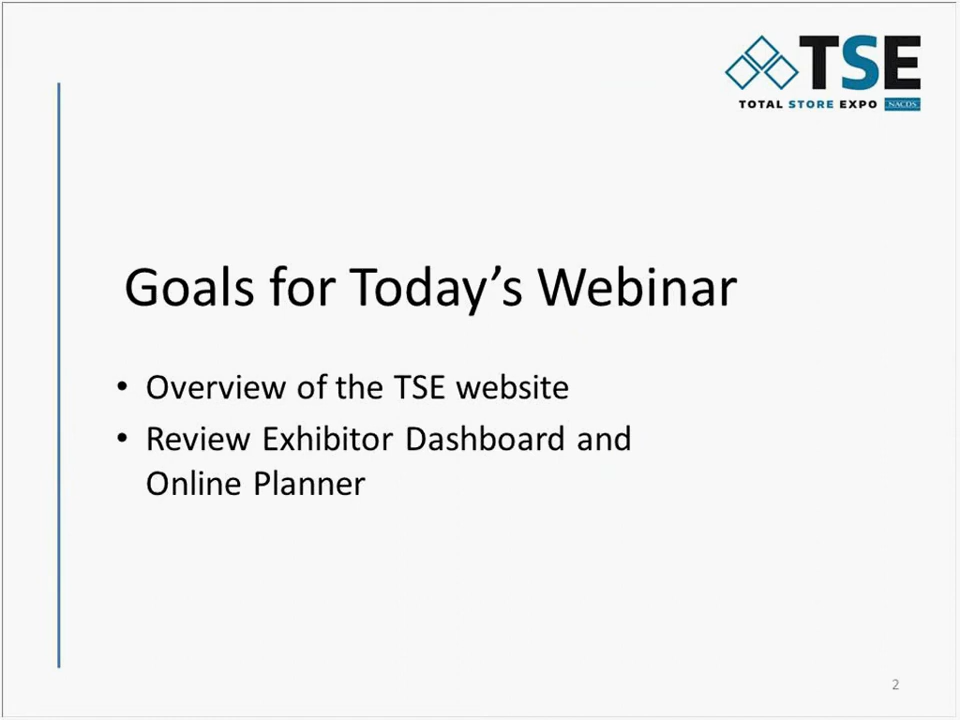 TSE
TOTAL STORE EXPO NACDS
Goals for Today’s Webinar
• Overview of the TSE website
• Review Exhibitor Dashboard and
Online Planner
2